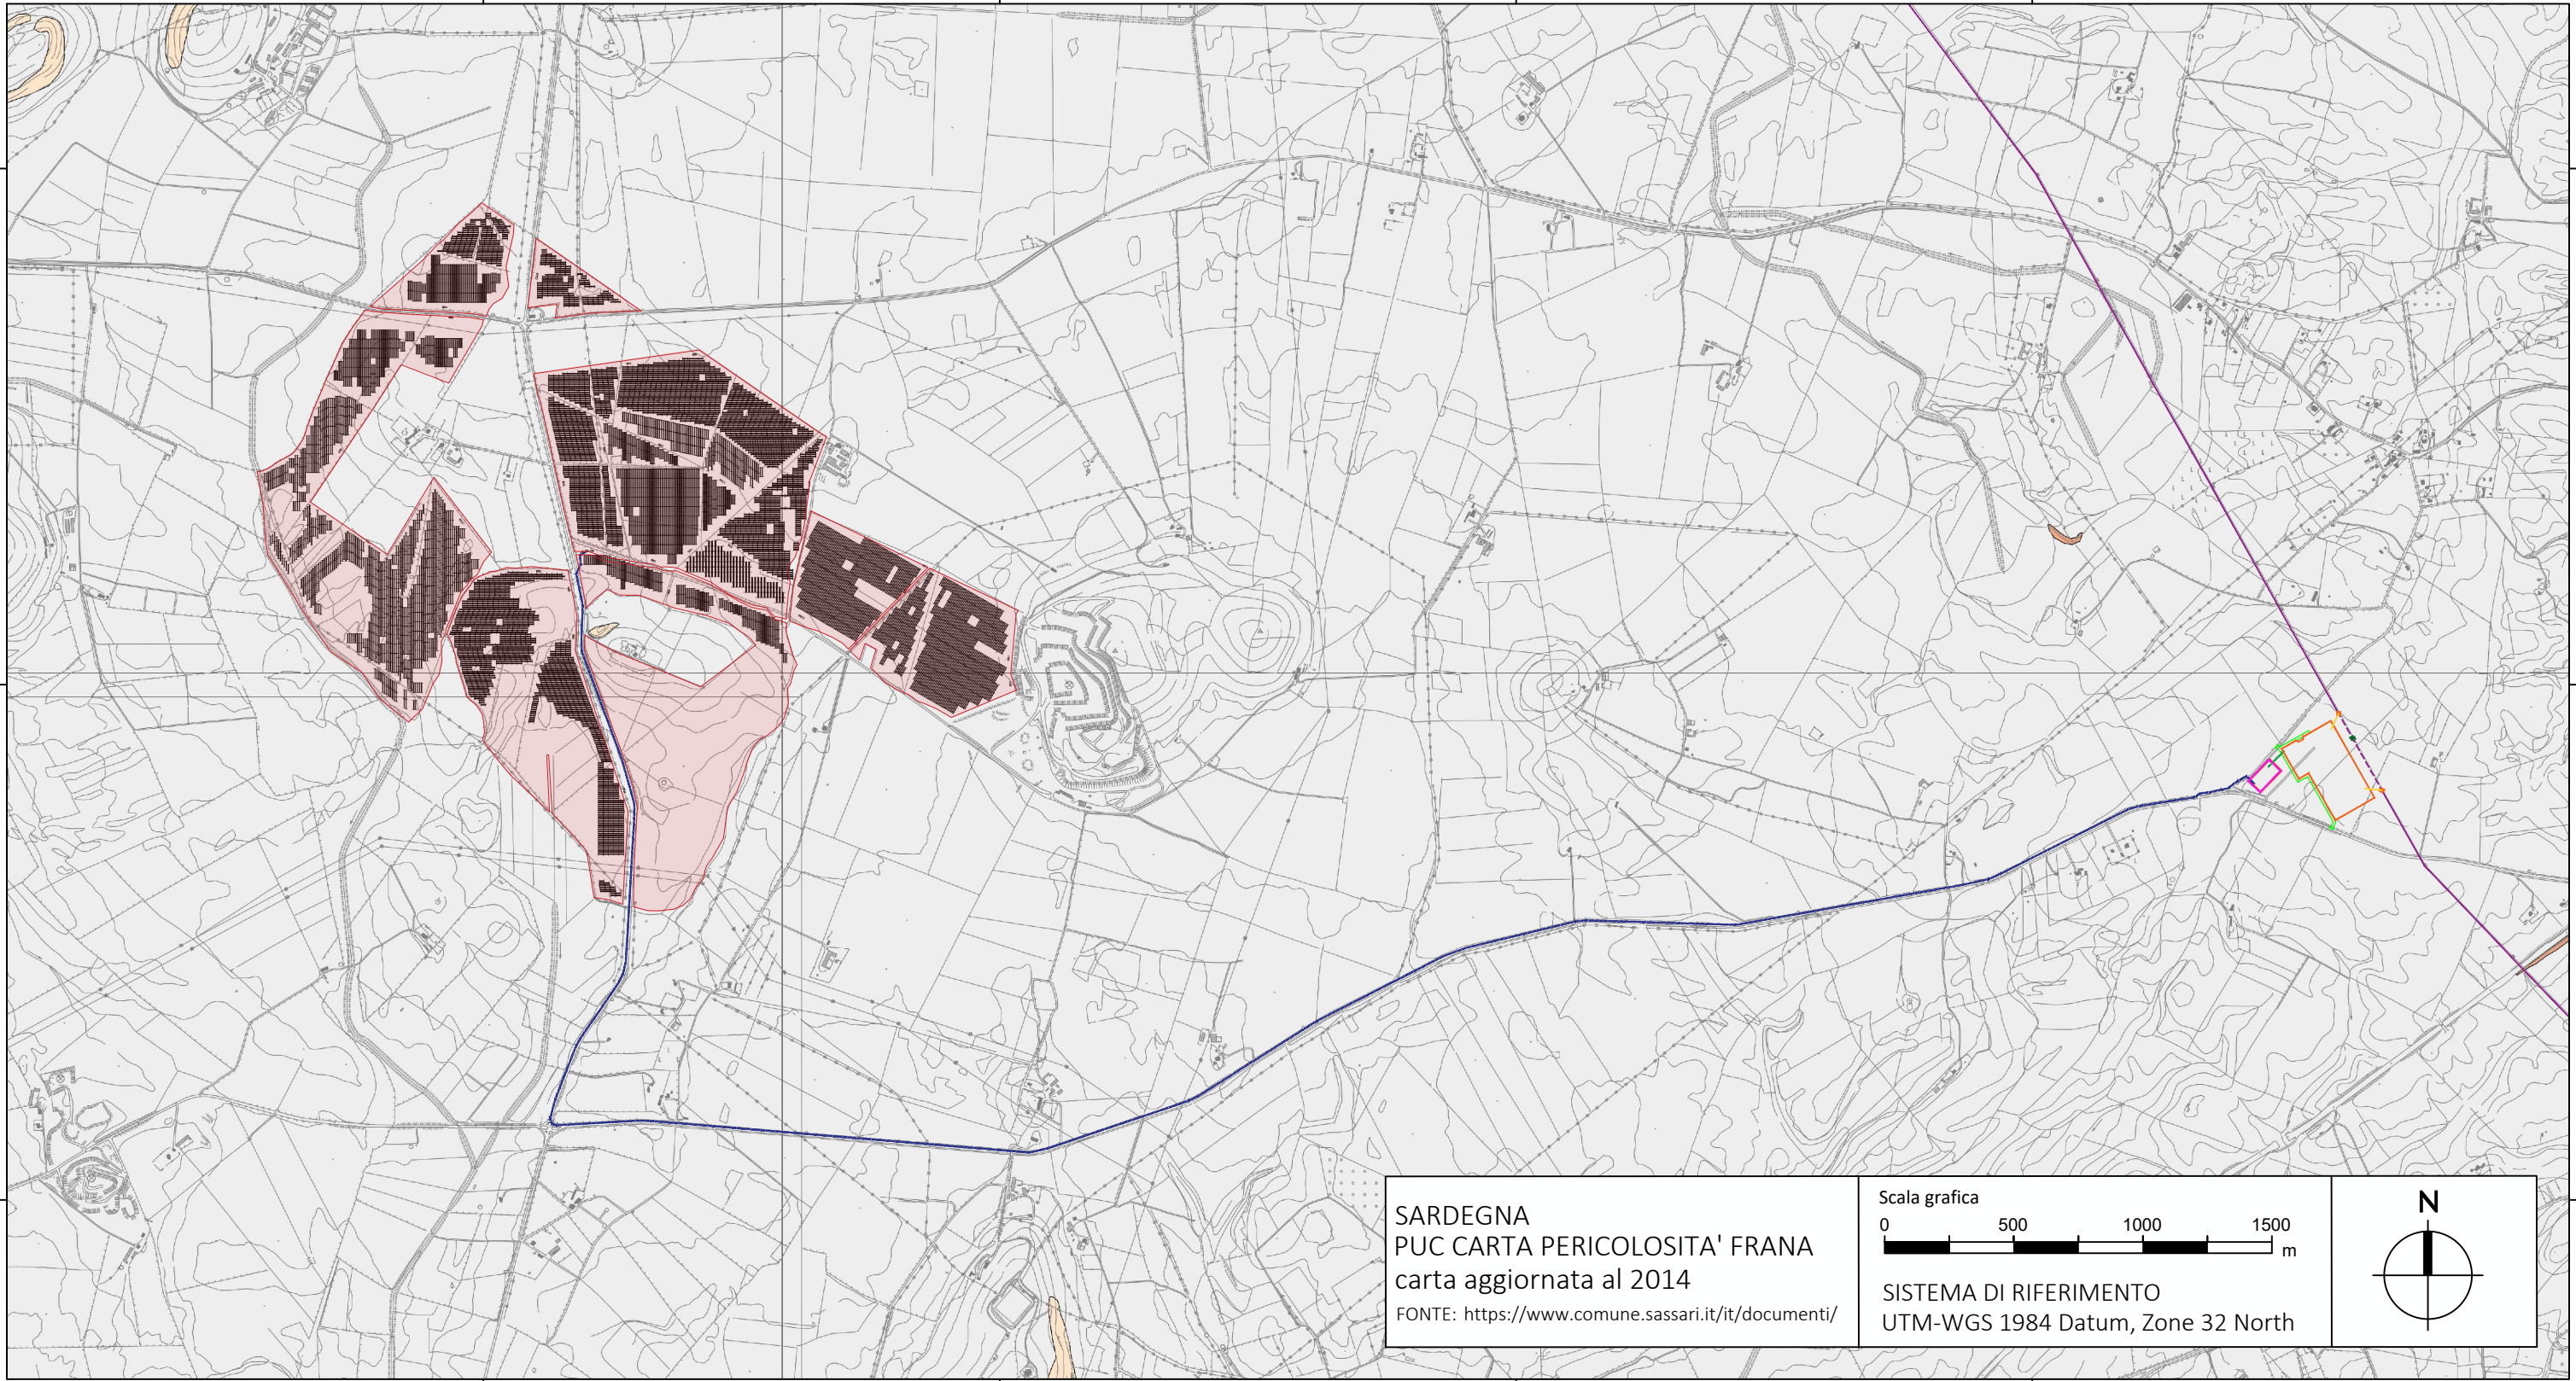 SARDEGNA
PUC CARTA PERICOLOSITA' FRANA
carta aggiornata al 2014
FONTE: https://www.comune.sassari.it/it/documenti/
Scala grafica
0 500 1000 1500
m
SISTEMA DI RIFERIMENTO
UTM-WGS 1984 Datum, Zone 32 North
N